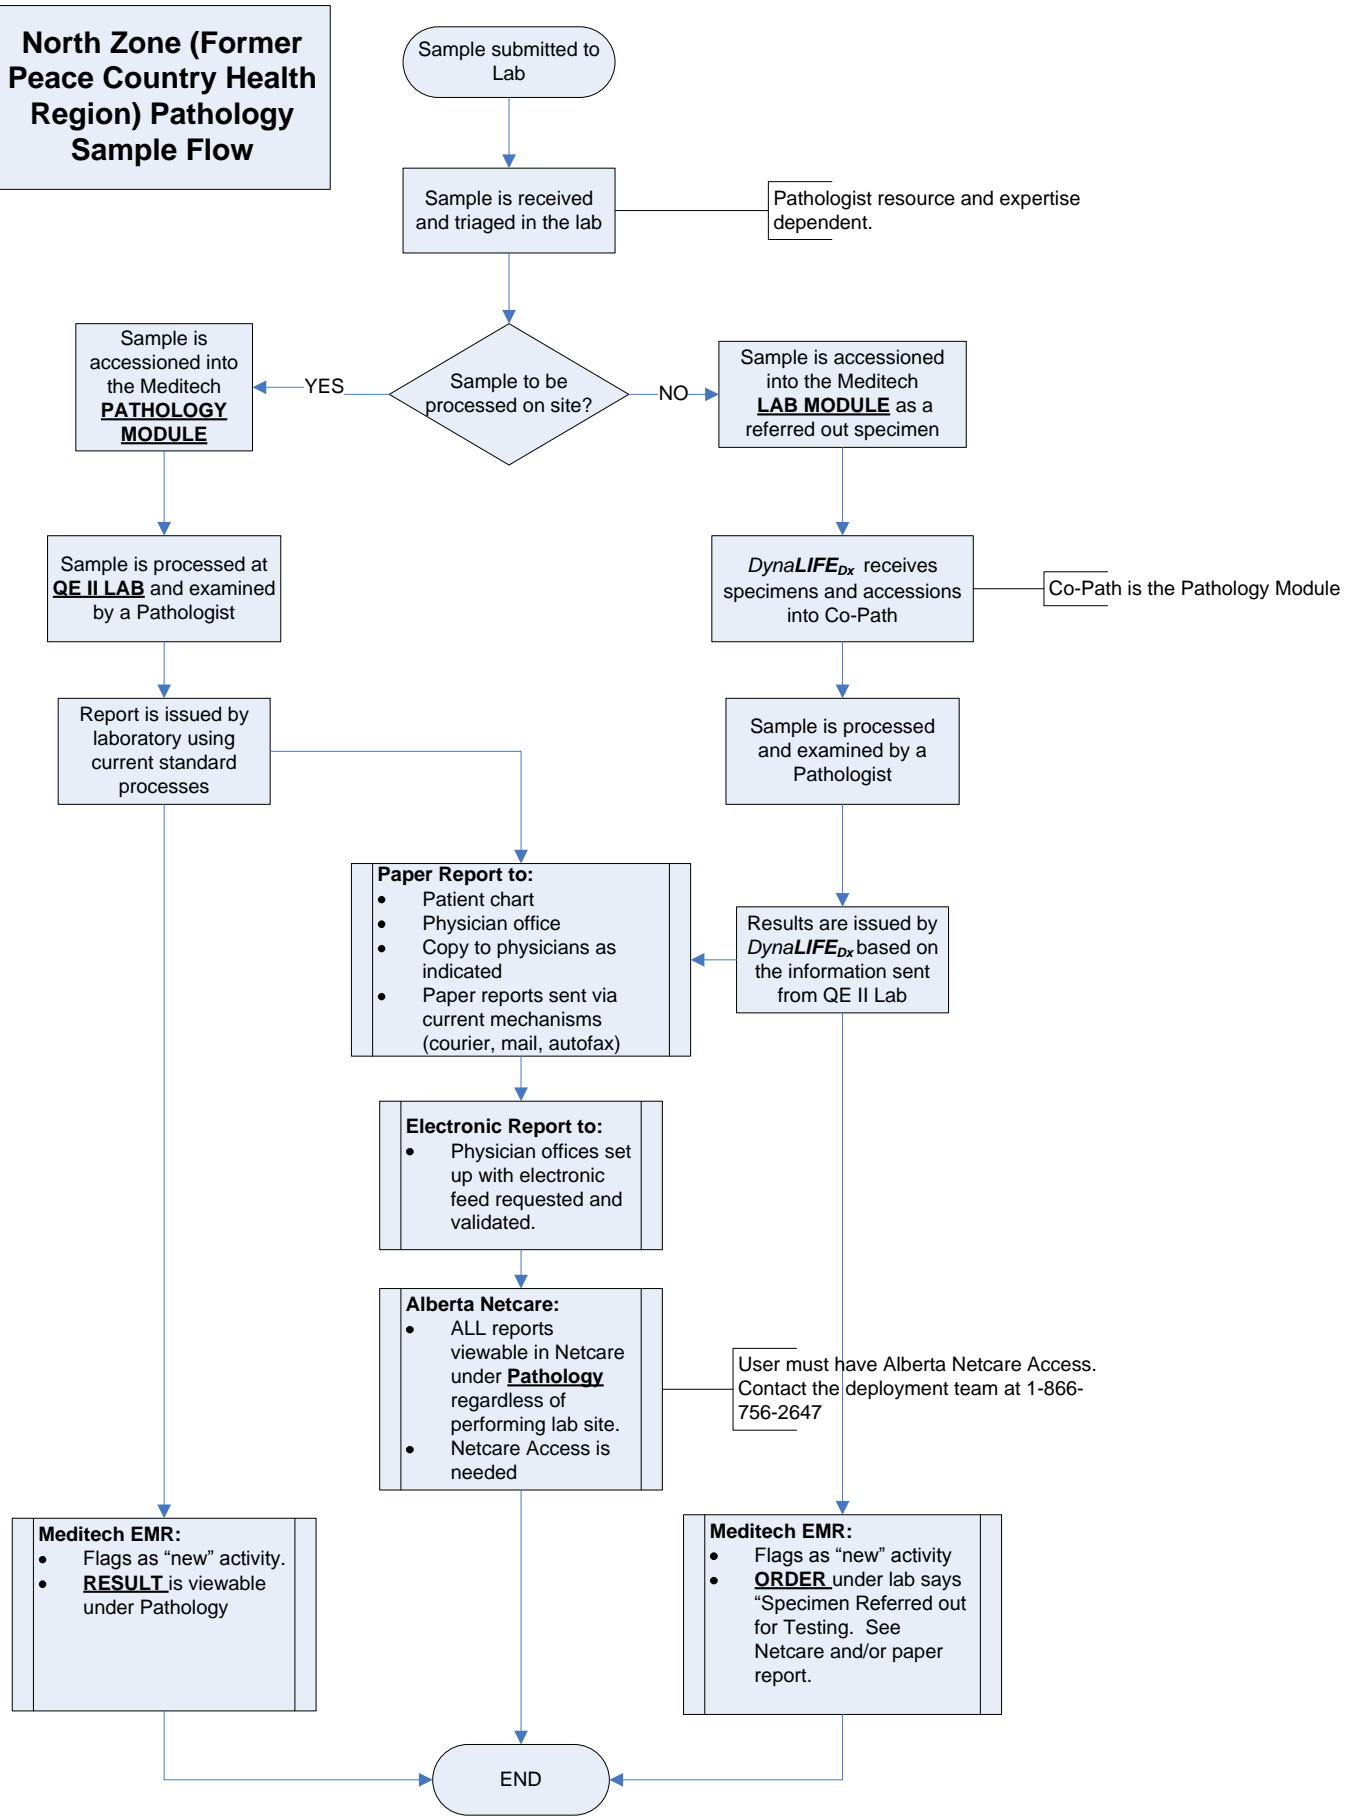 North Zone (Former
Peace Country Health
Region) Pathology
Sample Flow
Sample submitted to
Lab
Sample is received
and triaged in the lab
Pathologist resource and expertise
dependent.
Sample to be
processed on site?
YES
NO
Sample is
accessioned into
the Meditech
PATHOLOGY
MODULE
Sample is accessioned
into the Meditech
LAB MODULE as a
referred out specimen
Sample is processed at
QE II LAB and examined
by a Pathologist
DynaLIFEDx receives
specimens and accessions
into Co-Path
Co-Path is the Pathology Module
Report is issued by
laboratory using
current standard
processes
Sample is processed
and examined by a
Pathologist
Paper Report to:
• Patient chart
• Physician office
• Copy to physicians as
indicated
• Paper reports sent via
current mechanisms
(courier, mail, autofax)
Results are issued by
DynaLIFEDx based on
the information sent
from QE II Lab
Electronic Report to:
• Physician offices set
up with electronic
feed requested and
validated.
Alberta Netcare:
• ALL reports
viewable in Netcare
under Pathology
regardless of
performing lab site.
• Netcare Access is
needed
User must have Alberta Netcare Access.
Contact the deployment team at 1-866-
756-2647
Meditech EMR:
• Flags as “new” activity.
• RESULT is viewable
under Pathology
Meditech EMR:
• Flags as “new” activity
• ORDER under lab says
“Specimen Referred out
for Testing. See
Netcare and/or paper
report.
END